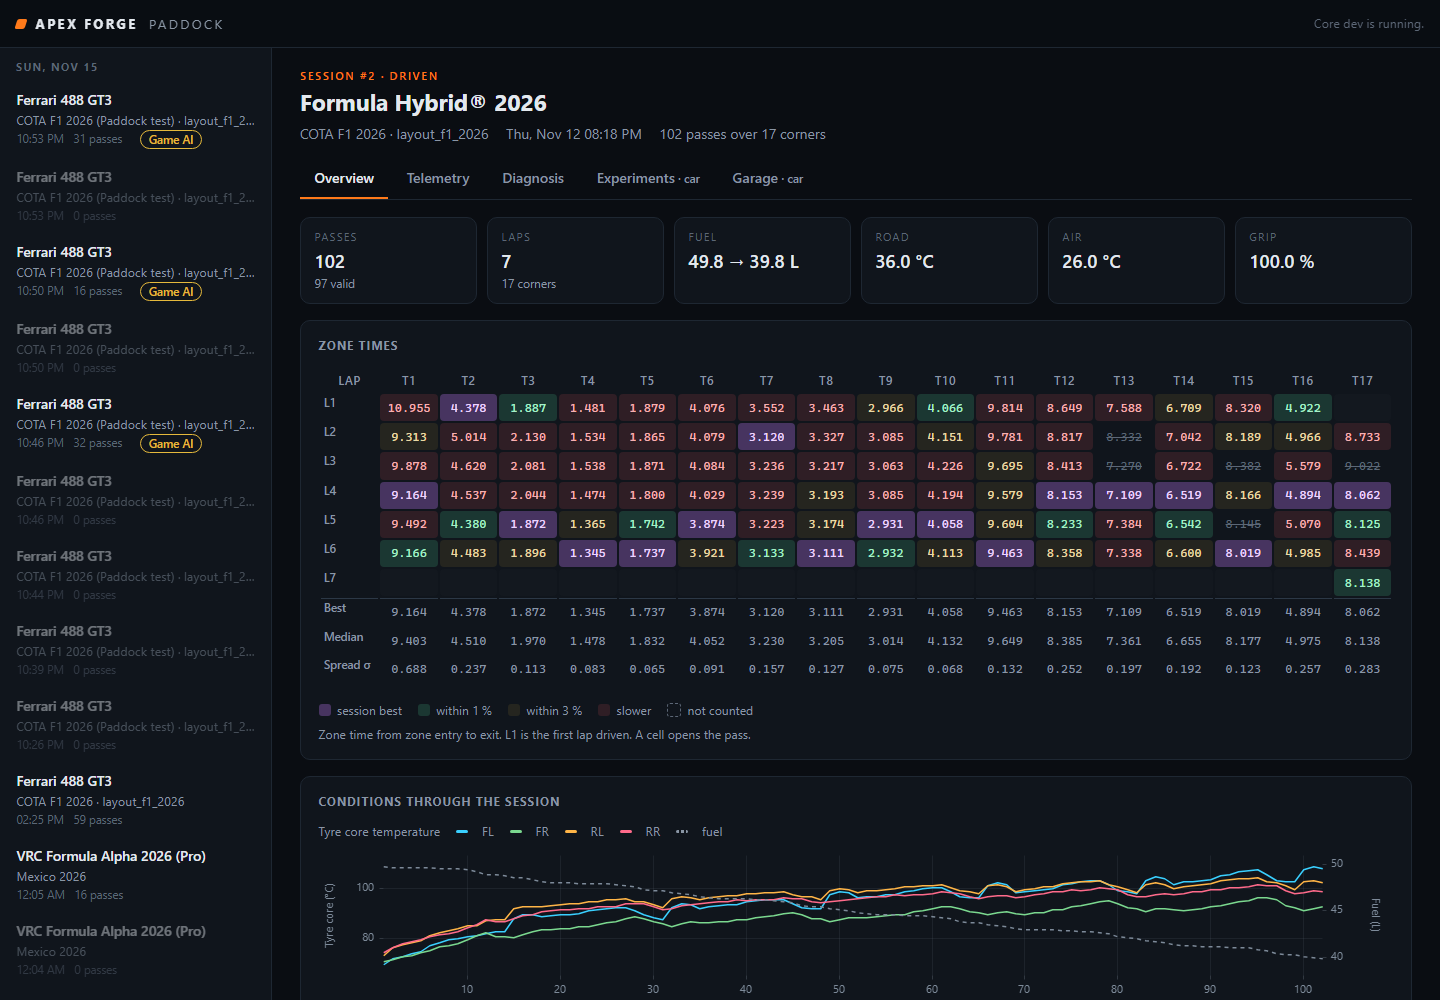 APEX FORGE PADDOCK
Core dev is running.
SUN, NOV 15
Ferrari 488 GT3
COTA F1 2026 (Paddock test) · layout_f1_2...
10:53 PM 31 passes Game AI
Ferrari 488 GT3
COTA F1 2026 (Paddock test) · layout_f1_2...
10:53 PM 0 passes
Ferrari 488 GT3
COTA F1 2026 (Paddock test) · layout_f1_2...
10:50 PM 16 passes Game AI
Ferrari 488 GT3
COTA F1 2026 (Paddock test) · layout_f1_2...
10:50 PM 0 passes
Ferrari 488 GT3
COTA F1 2026 (Paddock test) · layout_f1_2...
10:46 PM 32 passes Game AI
Ferrari 488 GT3
COTA F1 2026 (Paddock test) · layout_f1_2...
10:46 PM 0 passes
Ferrari 488 GT3
COTA F1 2026 (Paddock test) · layout_f1_2...
10:44 PM 0 passes
Ferrari 488 GT3
COTA F1 2026 (Paddock test) · layout_f1_2...
10:39 PM 0 passes
Ferrari 488 GT3
COTA F1 2026 (Paddock test) · layout_f1_2...
10:26 PM 0 passes
Ferrari 488 GT3
COTA F1 2026 · layout_f1_2026
02:25 PM 59 passes
VRC Formula Alpha 2026 (Pro)
Mexico 2026
12:05 AM 16 passes
VRC Formula Alpha 2026 (Pro)
Mexico 2026
12:04 AM 0 passes
SESSION #2 · DRIVEN
Formula Hybrid® 2026
COTA F1 2026 · layout_f1_2026 Thu, Nov 12 08:18 PM 102 passes over 17 corners
Overview Telemetry Diagnosis Experiments · car Garage · car
PASSES
102
97 valid
LAPS
7
17 corners
FUEL
49.8 → 39.8 L
ROAD
36.0 °C
AIR
26.0 °C
GRIP
100.0 %
ZONE TIMES
LAP T1 T2 T3 T4 T5 T6 T7 T8 T9 T10 T11 T12 T13 T14 T15 T16 T17
L1 10.955 4.378 1.887 1.481 1.879 4.076 3.552 3.463 2.966 4.066 9.814 8.649 7.588 6.709 8.320 4.922
L2 9.313 5.014 2.130 1.534 1.865 4.079 3.120 3.327 3.085 4.151 9.781 8.817 8.332 7.042 8.189 4.966 8.733
L3 9.878 4.620 2.081 1.538 1.871 4.084 3.236 3.217 3.063 4.226 9.695 8.413 7.270 6.722 8.382 5.579 9.022
L4 9.164 4.537 2.044 1.474 1.800 4.029 3.239 3.193 3.085 4.194 9.579 8.153 7.109 6.519 8.166 4.894 8.062
L5 9.492 4.380 1.872 1.365 1.742 3.874 3.223 3.174 2.931 4.058 9.604 8.233 7.384 6.542 8.145 5.070 8.125
L6 9.166 4.483 1.896 1.345 1.737 3.921 3.133 3.111 2.932 4.113 9.463 8.358 7.338 6.600 8.019 4.985 8.439
L7 8.138
Best 9.164 4.378 1.872 1.345 1.737 3.874 3.120 3.111 2.931 4.058 9.463 8.153 7.109 6.519 8.019 4.894 8.062
Median 9.403 4.510 1.970 1.478 1.832 4.052 3.230 3.205 3.014 4.132 9.649 8.385 7.361 6.655 8.177 4.975 8.138
Spread σ 0.688 0.237 0.113 0.083 0.065 0.091 0.157 0.127 0.075 0.068 0.132 0.252 0.197 0.192 0.123 0.257 0.283
session best within 1 % within 3 % slower not counted
Zone time from zone entry to exit. L1 is the first lap driven. A cell opens the pass.
CONDITIONS THROUGH THE SESSION
Tyre core temperature FL FR RL RR fuel
Tyre core (°C)
100
80
50
45
40
Fuel (L)
10 20 30 40 50 60 70 80 90 100